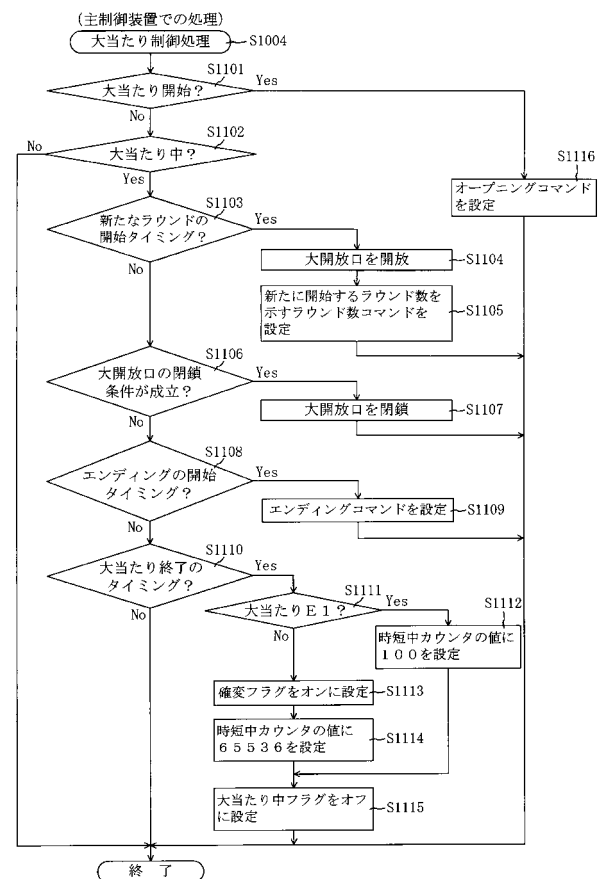 (主制御装置での処理)
大当たり制御処理
S1004
S1101
大当たり開始？
Yes
No
S1102
No
大当たり中？
Yes
S1116
オープニングコマンド
を設定
S1103
新たなラウンドの
開始タイミング？
Yes
No
大開放口を開放
S1104
新たに開始するラウンド数を
示すラウンド数コマンドを
設定
S1105
S1106
大開放口の閉鎖
条件が成立？
Yes
No
大開放口を閉鎖
S1107
S1108
エンディングの開始
タイミング？
Yes
No
エンディングコマンドを設定
S1109
S1110
大当たり終了の
タイミング？
Yes
No
S1111
大当たりＥ１？
Yes
No
S1112
時短中カウンタの値に
１００を設定
確変フラグをオンに設定
S1113
時短中カウンタの値に
６５５３６を設定
S1114
大当たり中フラグをオフ
に設定
S1115
終 了